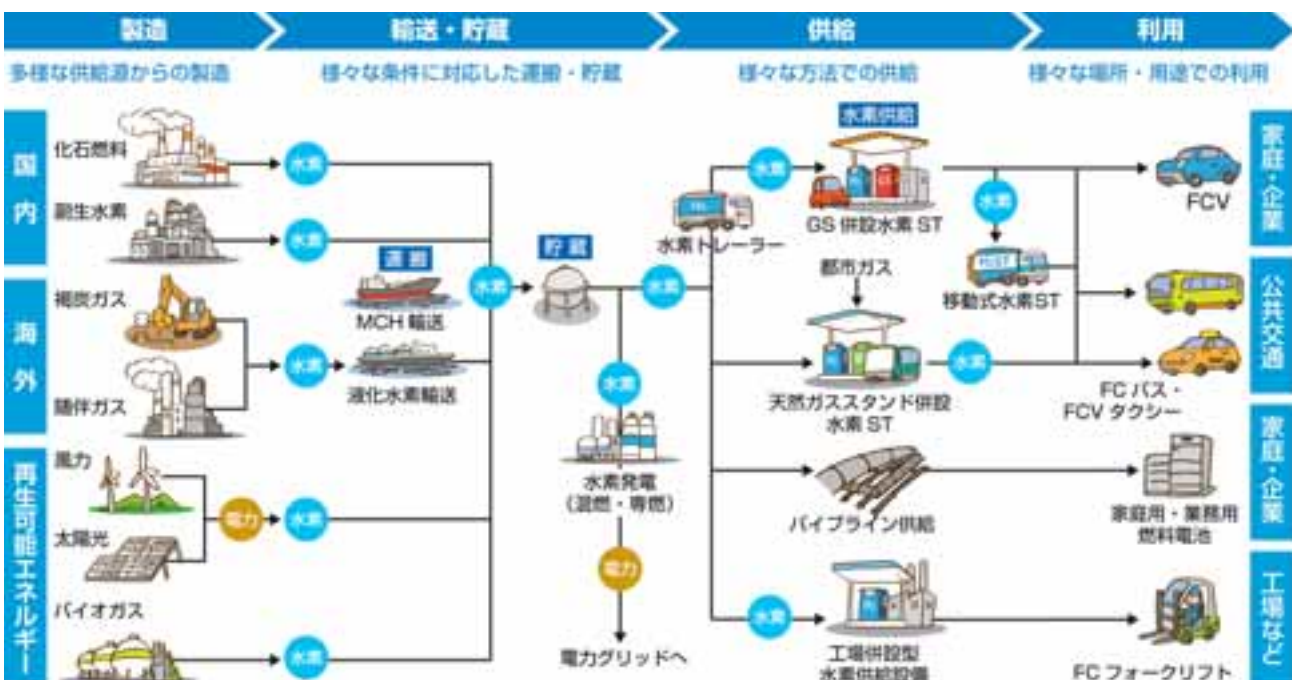 製造
輸送・貯蔵
供給
利用
多様な供給源からの製造
様々な条件に対応した運搬・貯蔵
様々な方法での供給
様々な場所・用途での利用
国内
化石燃料
水素
副生水素
水素
海外
褐炭ガス
随伴ガス
水素
運搬
MCH 輸送
液化水素輸送
再生可能エネルギー
風力
太陽光
電力
水素
バイオガス
水素
水素
貯蔵
水素
水素
水素発電
（混燃・専燃）
電力
電力グリッドへ
水素供給
水素
水素トレーラー
GS 併設水素 ST
水素
移動式水素ST
都市ガス
天然ガススタンド併設
水素 ST
水素
パイプライン供給
水素
工場併設型
水素供給設備
家庭・企業
FCV
公共交通
FC バス・
FCV タクシー
家庭・企業
家庭用・業務用
燃料電池
工場など
FC フォークリフト